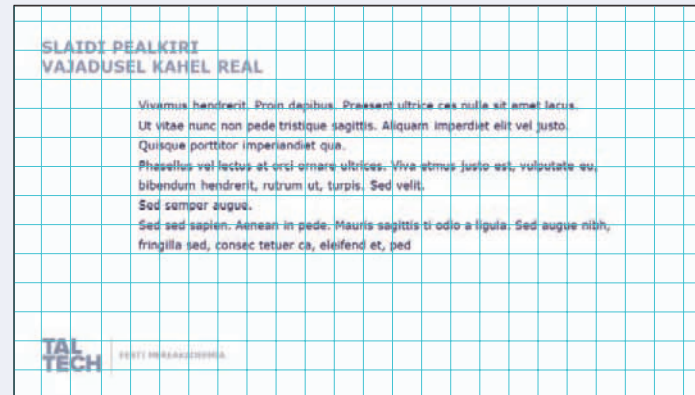 SLAIDI PEALKIRI
VAJADUSEL KAHEL REAL
Vivamus hendrerit. Proin dapibus. Praesent ultrice ces nulla sit amet lacus.
Ut vitae nunc non pede tristique sagittis. Aliquam imperdiet elit vel justo.
Quisque porttitor imperiandiet qua.
Phasellus vel lectus at orci ornare ultrices. Viva etmus justo est, vulputate eu,
bibendum hendrerit, rutrum ut, turpis. Sed velit.
Sed semper augue.
Sed sed sapien. Aenean in pede. Mauris sagittis ti odio a ligula. Sed augue nibh,
fringilla sed, consec tetuer ca, eleifend et, ped
TAL
TECH
EESTI MEREAKADEEMIA